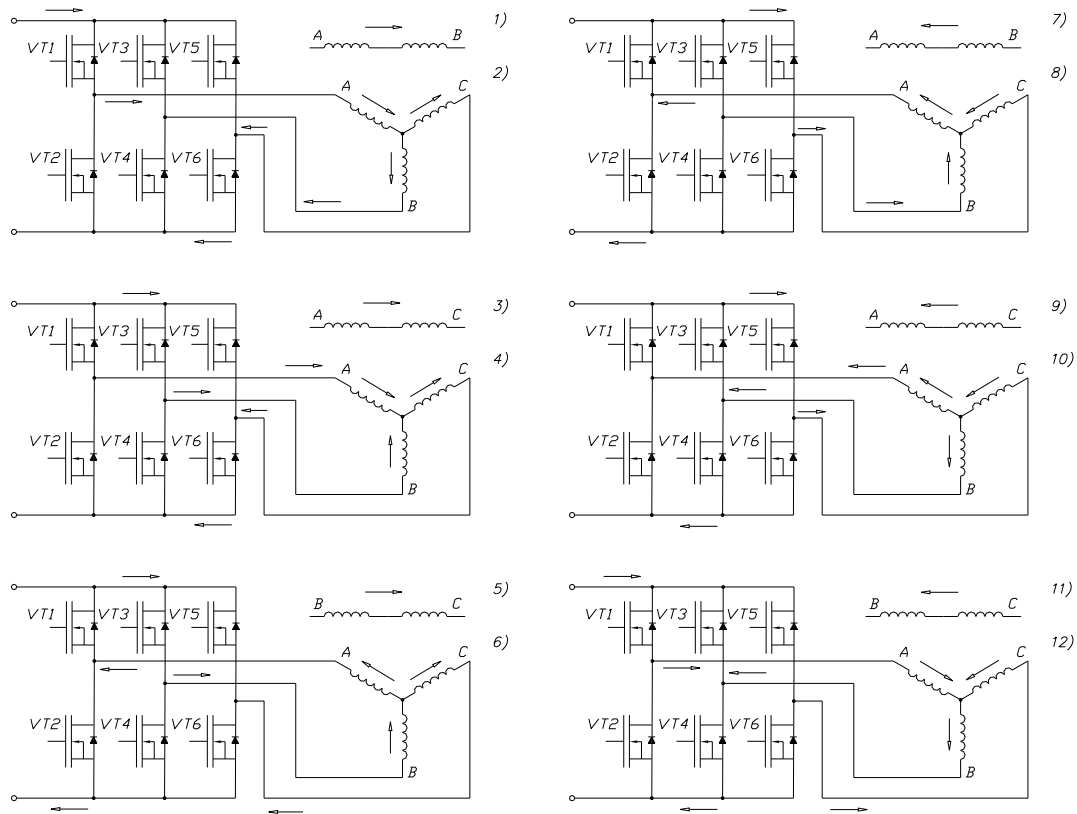 A B 1)
VT1 VT3 VT5
2)
A C
VT2 VT4 VT6
B
A C 3)
VT1 VT3 VT5
4)
A C
VT2 VT4 VT6
B
B C 5)
VT1 VT3 VT5
6)
A C
VT2 VT4 VT6
B
A B 7)
VT1 VT3 VT5
8)
A C
VT2 VT4 VT6
B
A C 9)
VT1 VT3 VT5
10)
A C
VT2 VT4 VT6
B
B C 11)
VT1 VT3 VT5
12)
A C
VT2 VT4 VT6
B